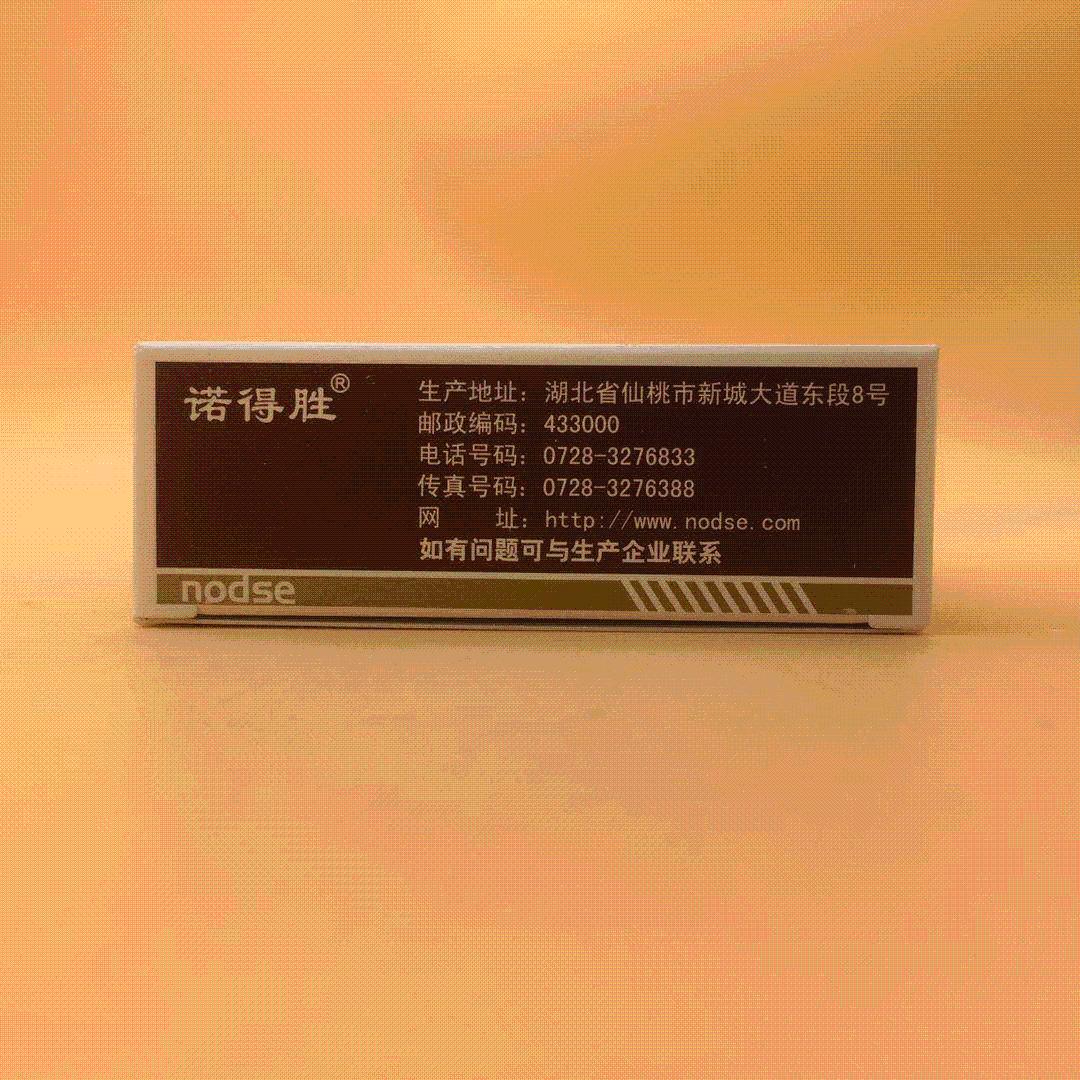 诺得胜®
生产地址：湖北省仙桃市新城大道东段8号
邮政编码：433000
电话号码：0728-3276833
传真号码：0728-3276388
网　　址：http://www.nodse.com
如有问题可与生产企业联系
nodse